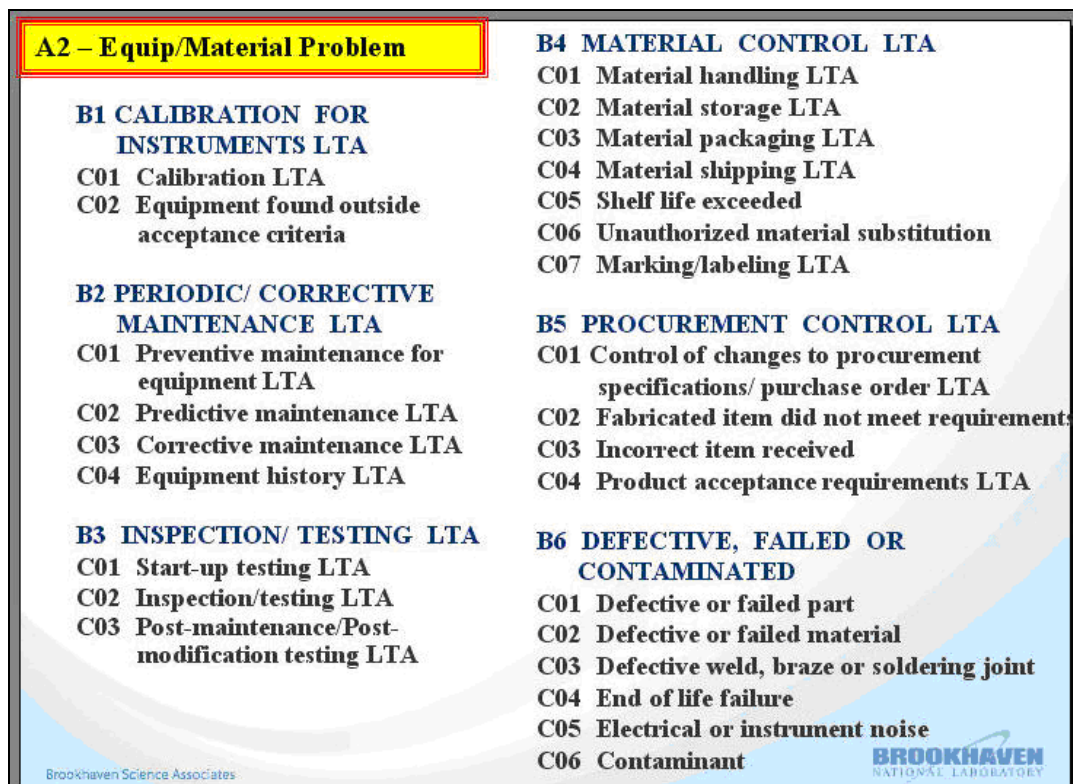 A2 – Equip/Material Problem
B1 CALIBRATION FOR
INSTRUMENTS LTA
C01 Calibration LTA
C02 Equipment found outside
acceptance criteria
B2 PERIODIC/ CORRECTIVE
MAINTENANCE LTA
C01 Preventive maintenance for
equipment LTA
C02 Predictive maintenance LTA
C03 Corrective maintenance LTA
C04 Equipment history LTA
B3 INSPECTION/ TESTING LTA
C01 Start-up testing LTA
C02 Inspection/testing LTA
C03 Post-maintenance/Post-
modification testing LTA
B4 MATERIAL CONTROL LTA
C01 Material handling LTA
C02 Material storage LTA
C03 Material packaging LTA
C04 Material shipping LTA
C05 Shelf life exceeded
C06 Unauthorized material substitution
C07 Marking/labeling LTA
B5 PROCUREMENT CONTROL LTA
C01 Control of changes to procurement
specifications/ purchase order LTA
C02 Fabricated item did not meet requirements
C03 Incorrect item received
C04 Product acceptance requirements LTA
B6 DEFECTIVE, FAILED OR
CONTAMINATED
C01 Defective or failed part
C02 Defective or failed material
C03 Defective weld, braze or soldering joint
C04 End of life failure
C05 Electrical or instrument noise
C06 Contaminant
Brookhaven Science Associates
BROOKHAVEN
NATIONAL LABORATORY